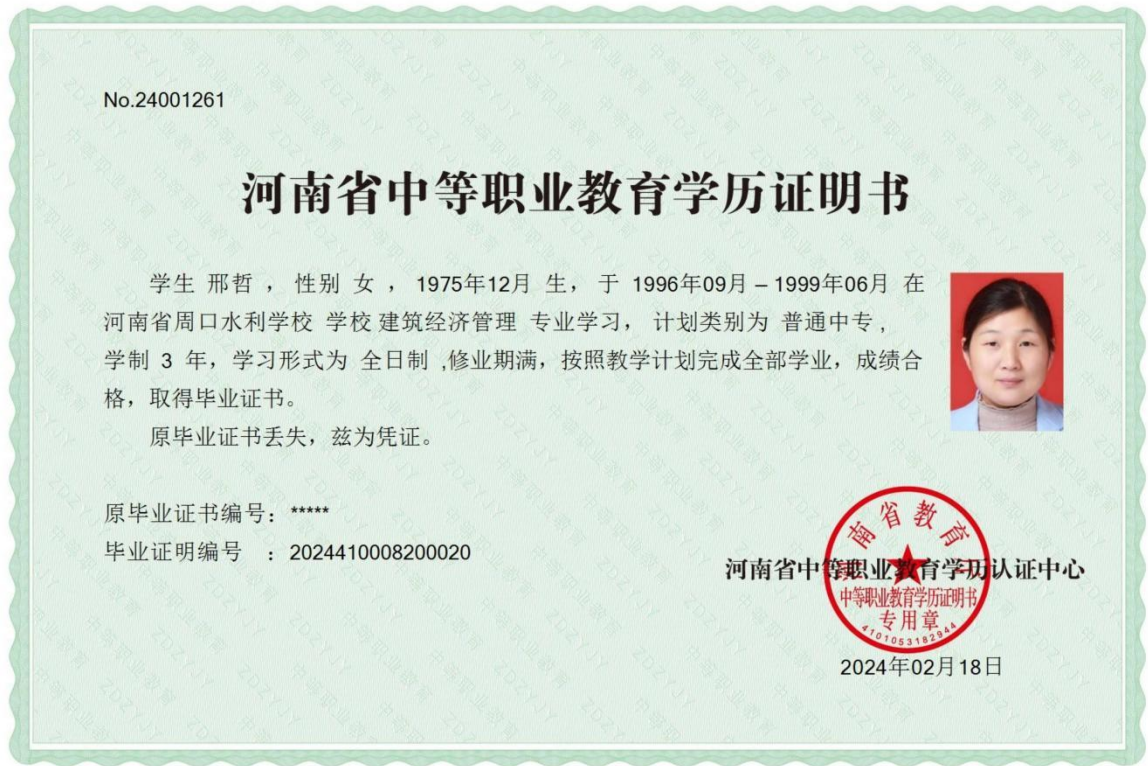 No.24001261
河南省中等职业教育学历证明书
学生 邢哲 ， 性别 女 ， 1975年12月 生， 于 1996年09月 – 1999年06月 在
河南省周口水利学校 学校 建筑经济管理 专业学习， 计划类别为 普通中专 ,
学制 3 年，学习形式为 全日制 ,修业期满，按照教学计划完成全部学业，成绩合
格，取得毕业证书。
原毕业证书丢失，兹为凭证。
原毕业证书编号：*****
毕业证明编号 ：2024410008200020
河南省中等职业教育学历认证中心
河南省教育厅
中等职业教育学历证明书
专用章
4101053182944
2024年02月18日